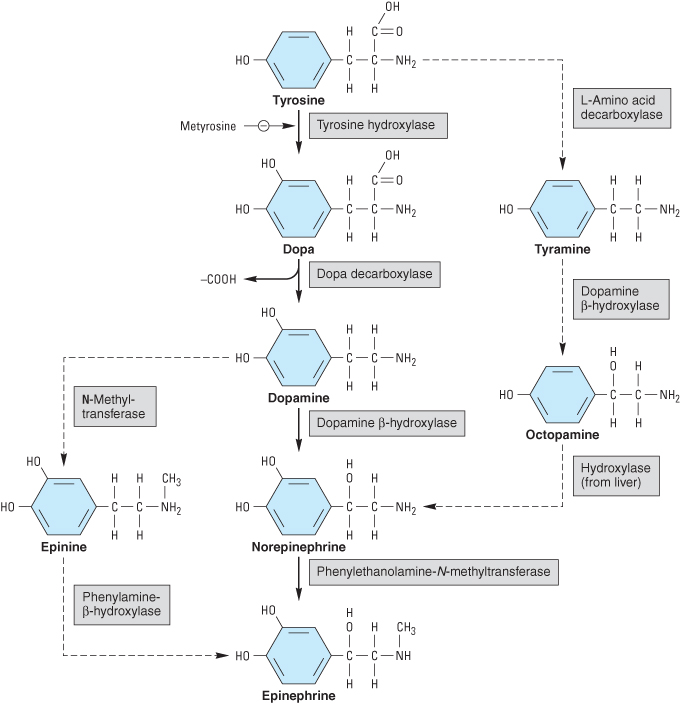 OH
H C=O
HO C C NH₂
H H
Tyrosine
L-Amino acid
decarboxylase
Metyrosine −
Tyrosine hydroxylase
HO
OH
H C=O
HO C C NH₂
H H
Dopa
H H
HO C C NH₂
H H
Tyramine
–COOH
Dopa decarboxylase
Dopamine
β-hydroxylase
HO
H H
HO C C NH₂
H H
Dopamine
H
O H
HO C C NH₂
H H
Octopamine
N-Methyl-
transferase
Dopamine β-hydroxylase
Hydroxylase
(from liver)
HO
H H CH₃
HO C C NH₂
H H
Epinine
HO
H
O H
HO C C NH₂
H H
Norepinephrine
Phenylethanolamine-N-methyltransferase
Phenylamine-
β-hydroxylase
HO
H
O H CH₃
HO C C NH
H H
Epinephrine